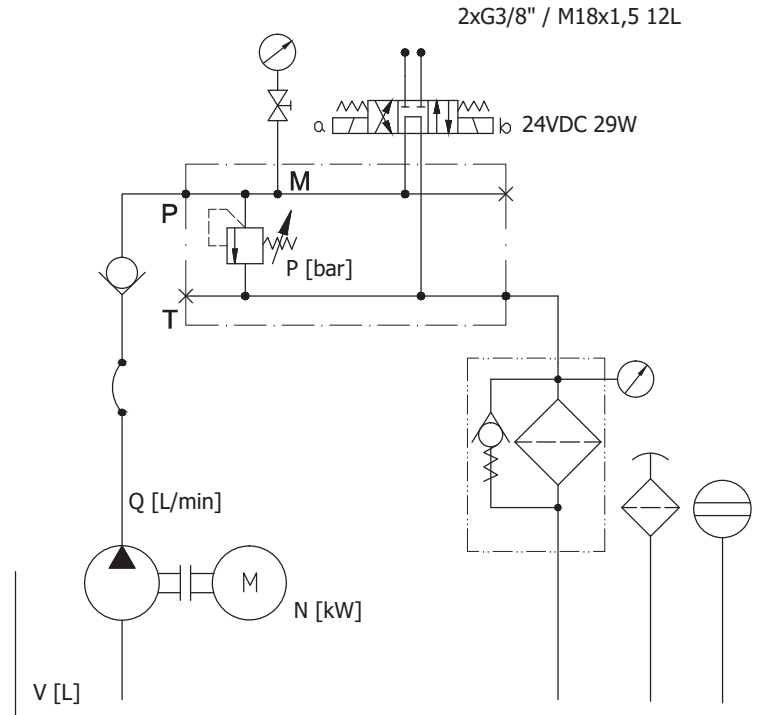 2xG3/8" / M18x1,5 12L
a
b
24VDC 29W
M
P
P [bar]
T
Q [L/min]
M
N [kW]
V [L]